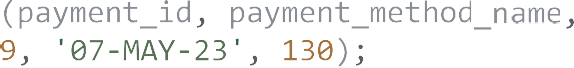 (payment_id, payment_method_name,
9, '07-MAY-23', 130);